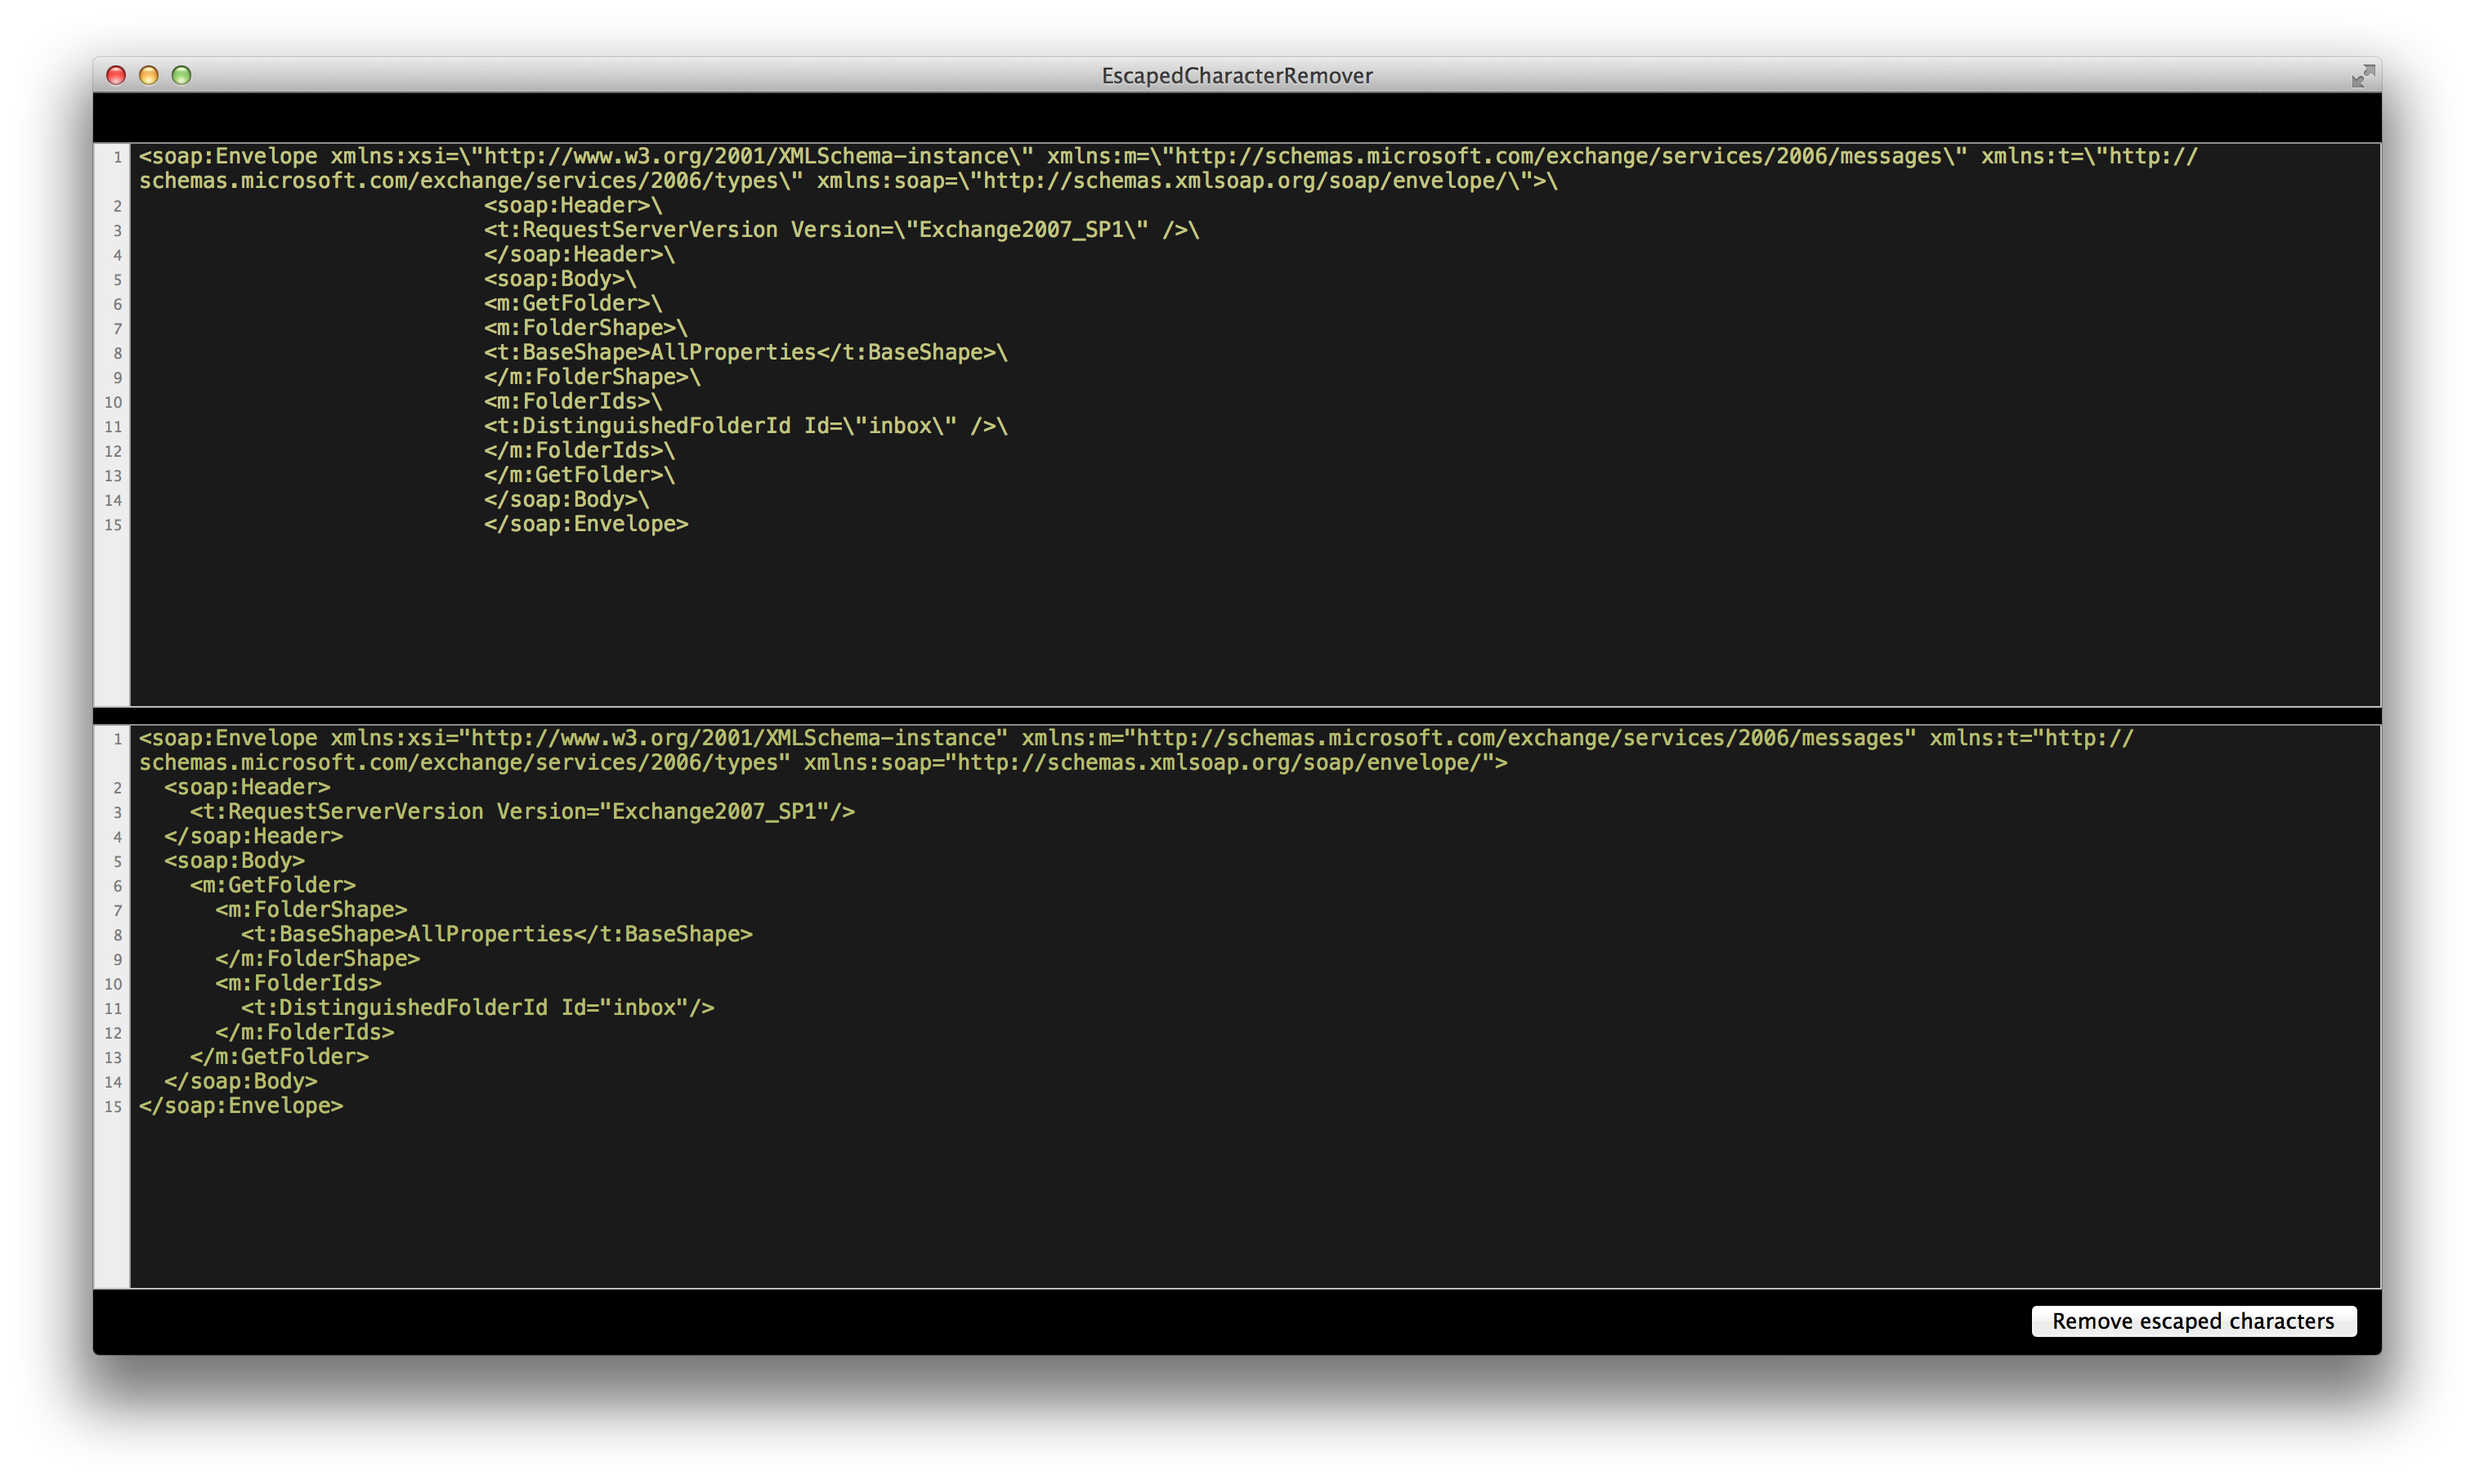 EscapedCharacterRemover
1 <soap:Envelope xmlns:xsi=\"http://www.w3.org/2001/XMLSchema-instance\" xmlns:m=\"http://schemas.microsoft.com/exchange/services/2006/messages\" xmlns:t=\"http://
schemas.microsoft.com/exchange/services/2006/types\" xmlns:soap=\"http://schemas.xmlsoap.org/soap/envelope/\">\
2 <soap:Header>\
3 <t:RequestServerVersion Version=\"Exchange2007_SP1\" />\
4 </soap:Header>\
5 <soap:Body>\
6 <m:GetFolder>\
7 <m:FolderShape>\
8 <t:BaseShape>AllProperties</t:BaseShape>\
9 </m:FolderShape>\
10 <m:FolderIds>\
11 <t:DistinguishedFolderId Id=\"inbox\" />\
12 </m:FolderIds>\
13 </m:GetFolder>\
14 </soap:Body>\
15 </soap:Envelope>
1 <soap:Envelope xmlns:xsi="http://www.w3.org/2001/XMLSchema-instance" xmlns:m="http://schemas.microsoft.com/exchange/services/2006/messages" xmlns:t="http://
schemas.microsoft.com/exchange/services/2006/types" xmlns:soap="http://schemas.xmlsoap.org/soap/envelope/">
2 <soap:Header>
3 <t:RequestServerVersion Version="Exchange2007_SP1"/>
4 </soap:Header>
5 <soap:Body>
6 <m:GetFolder>
7 <m:FolderShape>
8 <t:BaseShape>AllProperties</t:BaseShape>
9 </m:FolderShape>
10 <m:FolderIds>
11 <t:DistinguishedFolderId Id="inbox"/>
12 </m:FolderIds>
13 </m:GetFolder>
14 </soap:Body>
15 </soap:Envelope>
Remove escaped characters